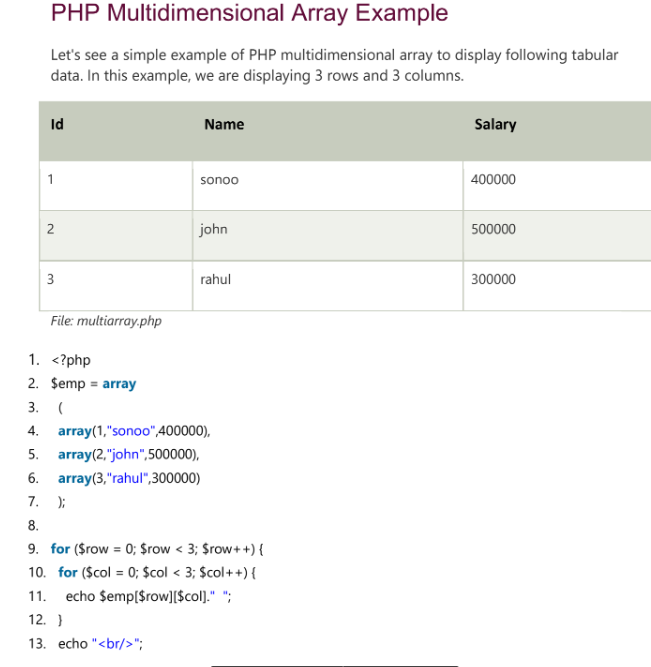 PHP Multidimensional Array Example
Let's see a simple example of PHP multidimensional array to display following tabular
data. In this example, we are displaying 3 rows and 3 columns.
Id Name Salary
1 sonoo 400000
2 john 500000
3 rahul 300000
File: multiarray.php
1. <?php
2. $emp = array
3. (
4. array(1,"sonoo",400000),
5. array(2,"john",500000),
6. array(3,"rahul",300000)
7. );
8.
9. for ($row = 0; $row < 3; $row++) {
10. for ($col = 0; $col < 3; $col++) {
11. echo $emp[$row][$col]."  ";
12. }
13. echo "<br/>";